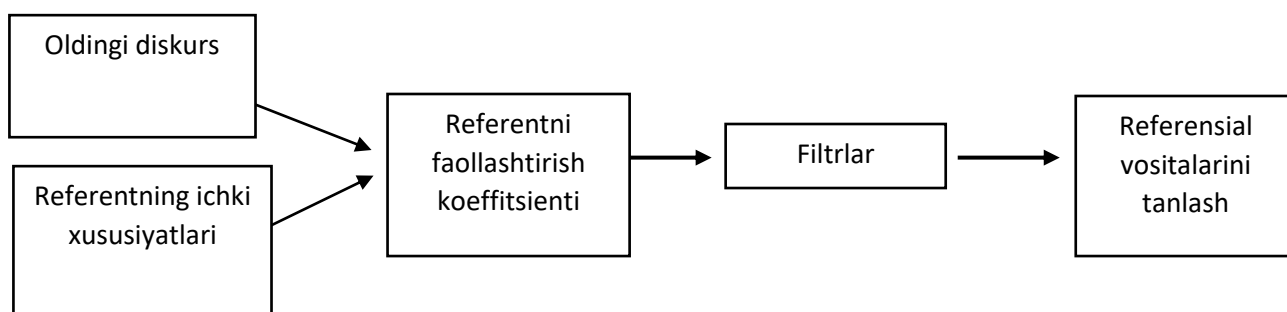 Oldingi diskurs
Referentning ichki
xususiyatlari
Referentni
faollashtirish
koeffitsienti
Filtrlar
Referensial
vositalarini
tanlash